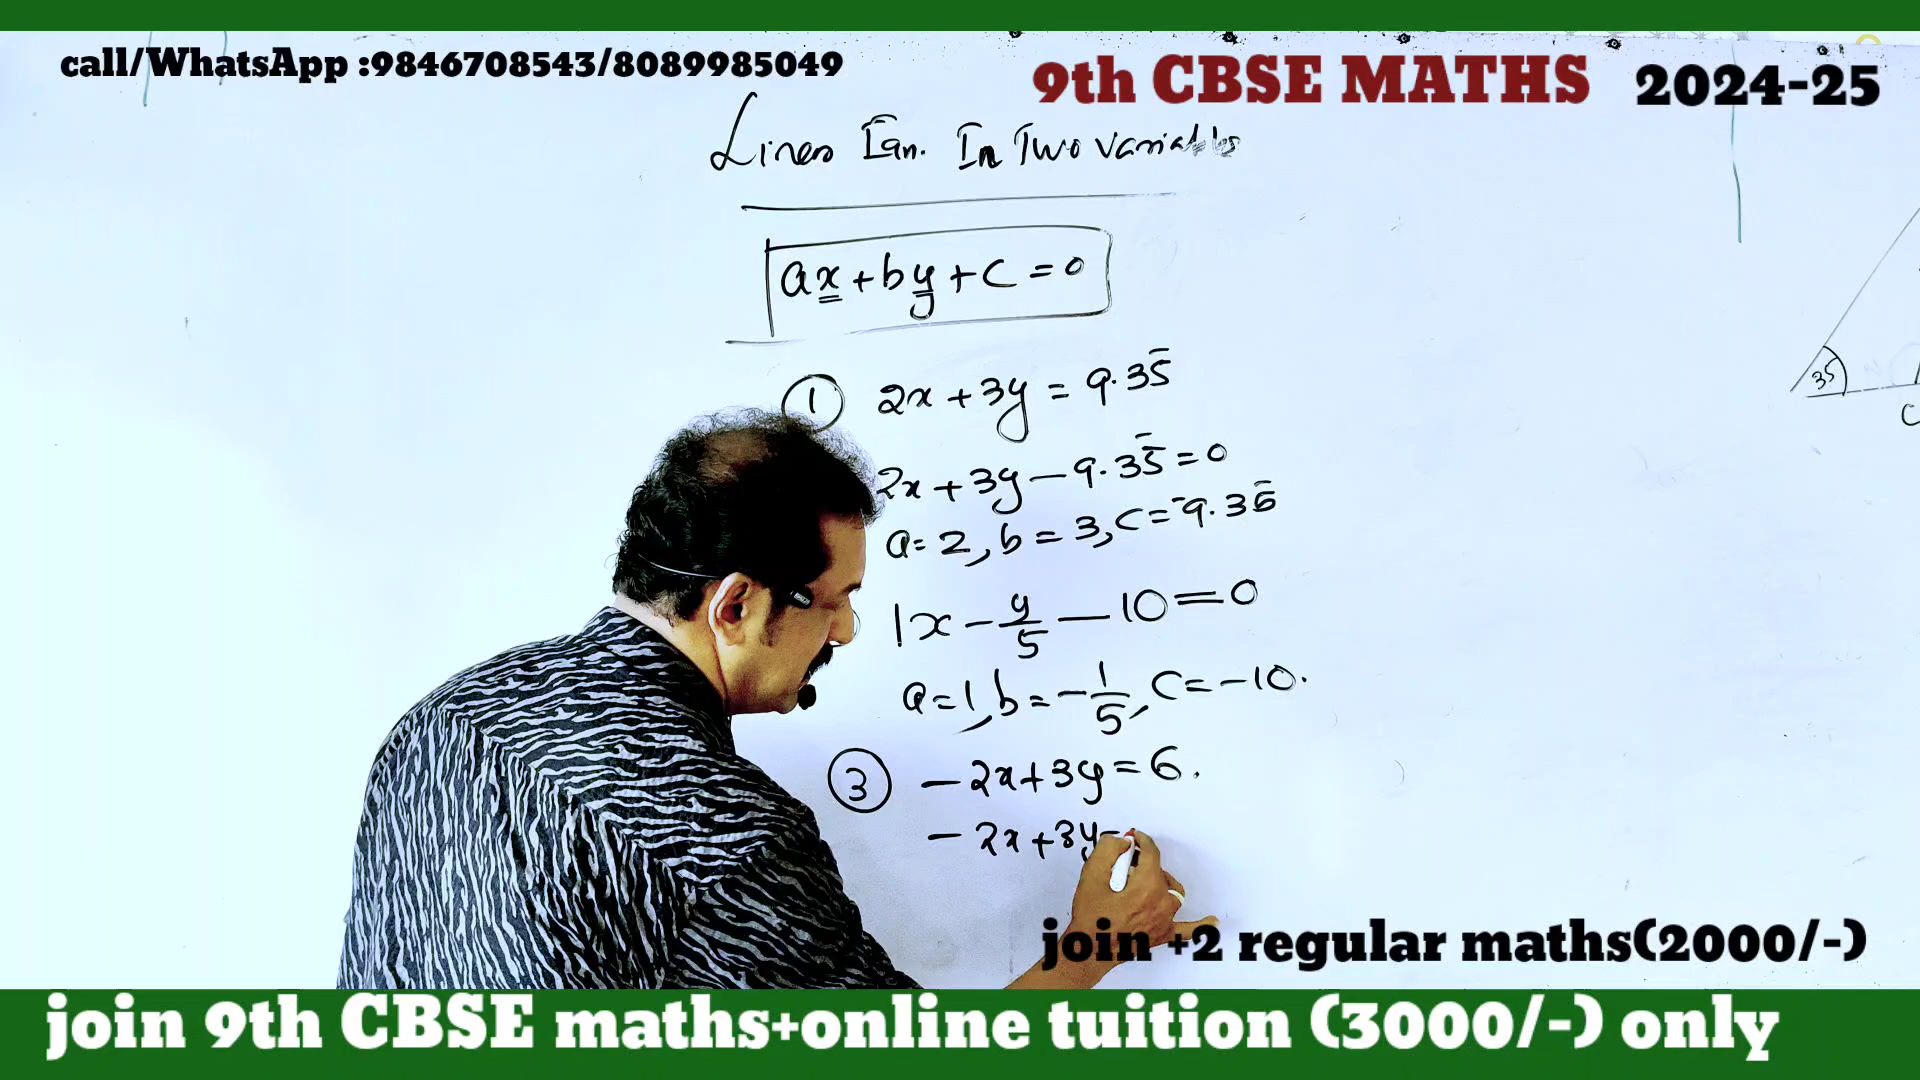 call/WhatsApp :9846708543/8089985049
9th CBSE MATHS 2024-25
Linear Eqn. In Two variables
ax+by+c=0
① 2x+3y=9.35̅
2x+3y-9.35̅=0
a=2, b=3, c=-9.35̅
1x-y/5-10=0
a=1, b=-1/5, c=-10.
③ -2x+3y=6.
-2x+3y-
35
join +2 regular maths(2000/-)
join 9th CBSE maths+online tuition (3000/-) only